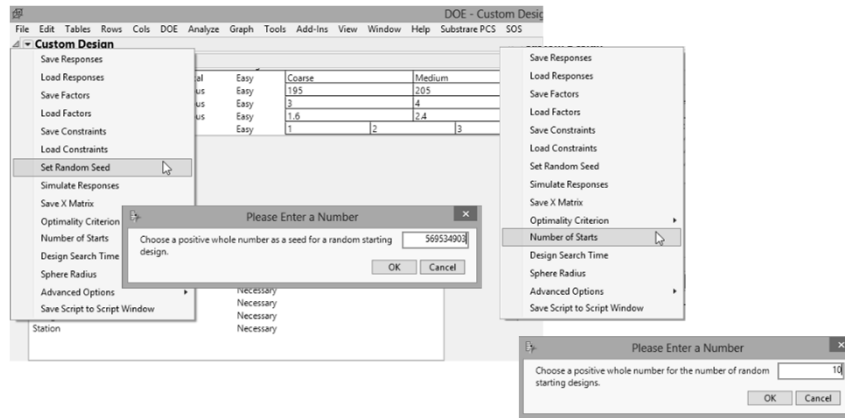 DOE - Custom Desig
File Edit Tables Rows Cols DOE Analyze Graph Tools Add-Ins View Window Help Substrare PCS SOS
Custom Design
Save Responses
Load Responses
Save Factors
Load Factors
Save Constraints
Load Constraints
Set Random Seed
Simulate Responses
Save X Matrix
Optimality Criterion
Number of Starts
Design Search Time
Sphere Radius
Advanced Options
Save Script to Script Window
al Easy Coarse Medium
us Easy 195 205
us Easy 3 4
us Easy 1.6 2.4
Easy 1 2 3
Please Enter a Number
Choose a positive whole number as a seed for a random starting design.
569534903
OK Cancel
Necessary
Necessary
Necessary
Station Necessary
Save Responses
Load Responses
Save Factors
Load Factors
Save Constraints
Load Constraints
Set Random Seed
Simulate Responses
Save X Matrix
Optimality Criterion
Number of Starts
Design Search Time
Sphere Radius
Advanced Options
Save Script to Script Window
Please Enter a Number
Choose a positive whole number for the number of random
starting designs.
10
OK Cancel